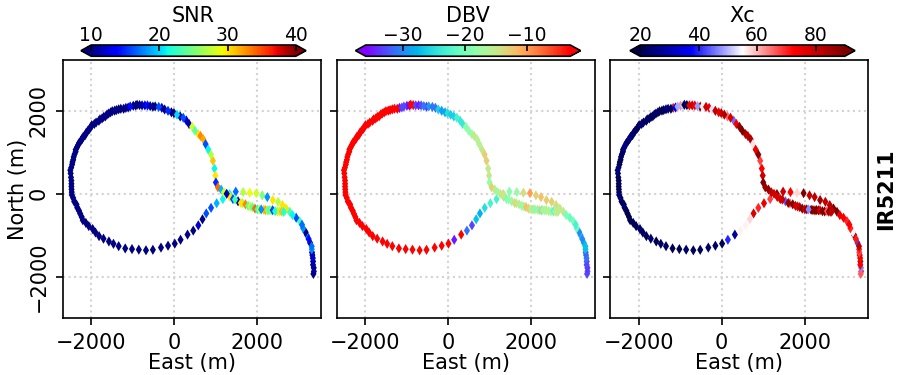 SNR DBV Xc
10 20 30 40 −30 −20 −10 20 40 60 80
2000
0
−2000
North (m)
IR5211
−2000 0 2000 −2000 0 2000 −2000 0 2000
East (m) East (m) East (m)